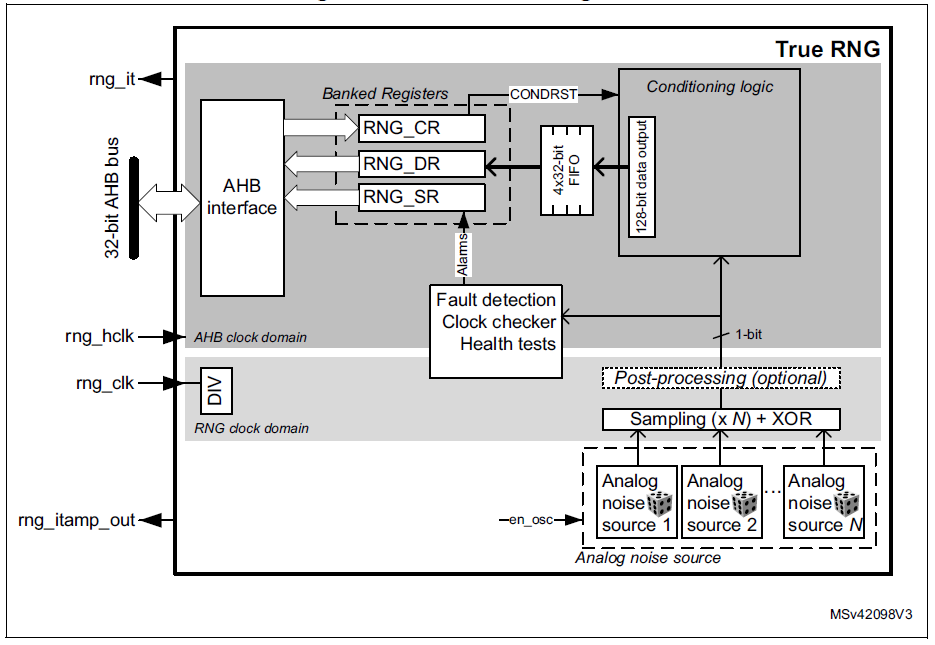 True RNG
rng_it
Banked Registers
CONDRST
Conditioning logic
RNG_CR
RNG_DR
RNG_SR
4x32-bit
FIFO
128-bit data output
AHB
interface
32-bit AHB bus
Alarms
Fault detection
Clock checker
Health tests
rng_hclk
AHB clock domain
1-bit
rng_clk
DIV
RNG clock domain
Post-processing (optional)
Sampling (x N) + XOR
Analog
noise
source 1
Analog
noise
source 2
...
Analog
noise
source N
en_osc
rng_itamp_out
Analog noise source
MSv42098V3